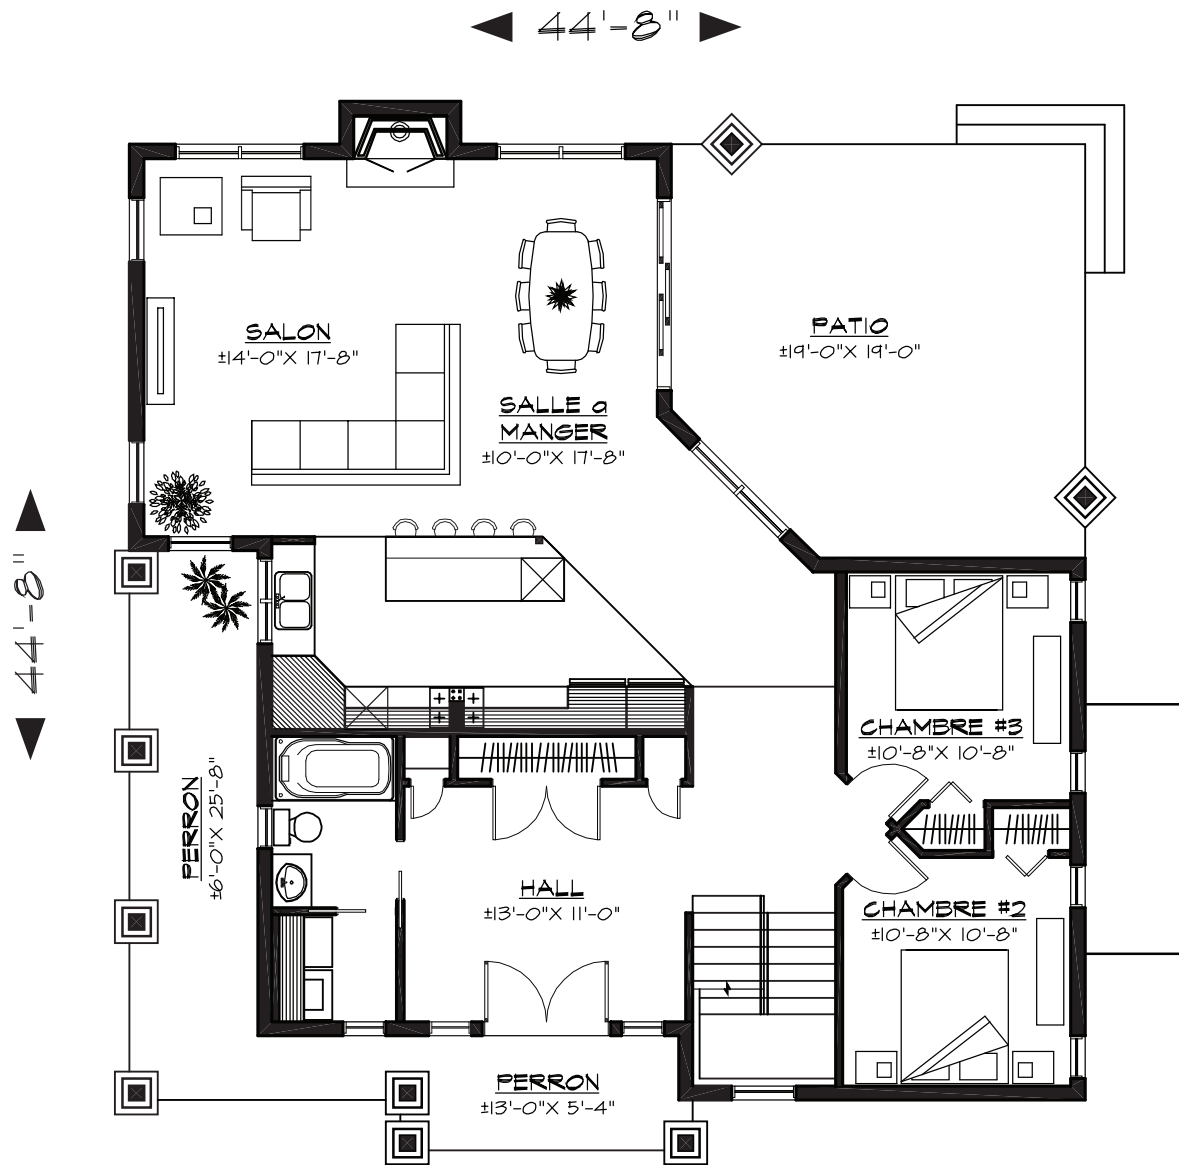 44'-8"
SALON
±14'-0"X 17'-8"
PATIO
±19'-0"X 19'-0"
SALLE a
MANGER
±10'-0"X 17'-8"
44'-8"
CHAMBRE #3
±10'-8"X 10'-8"
PERRON
±6'-0"X 25'-8"
HALL
±13'-0"X 11'-0"
CHAMBRE #2
±10'-8"X 10'-8"
PERRON
±13'-0"X 5'-4"